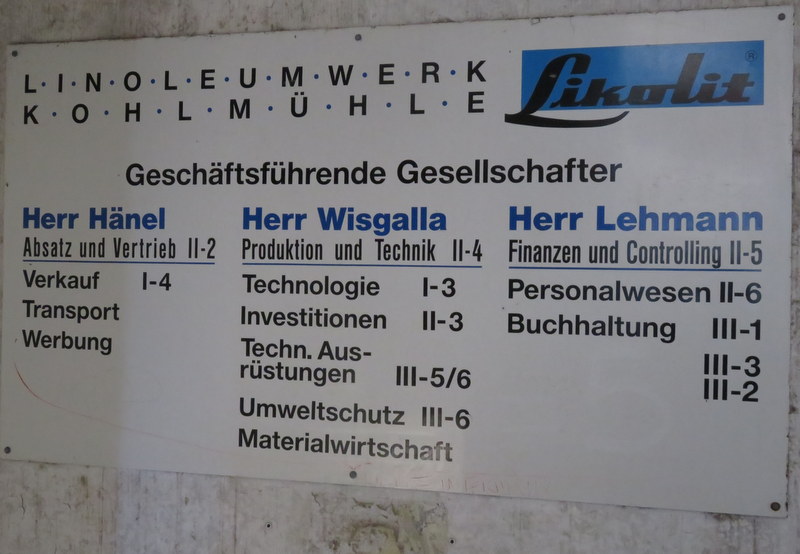 L·I·N·O·L·E·U·M·W·E·R·K
K·O·H·L·M·Ü·H·L·E
Likolit ®
Geschäftsführende Gesellschafter
Herr Hänel
Absatz und Vertrieb II-2
Verkauf I-4
Transport
Werbung
Herr Wisgalla
Produktion und Technik II-4
Technologie I-3
Investitionen II-3
Techn. Aus-
rüstungen III-5/6
Umweltschutz III-6
Materialwirtschaft
Herr Lehmann
Finanzen und Controlling II-5
Personalwesen II-6
Buchhaltung III-1
III-3
III-2